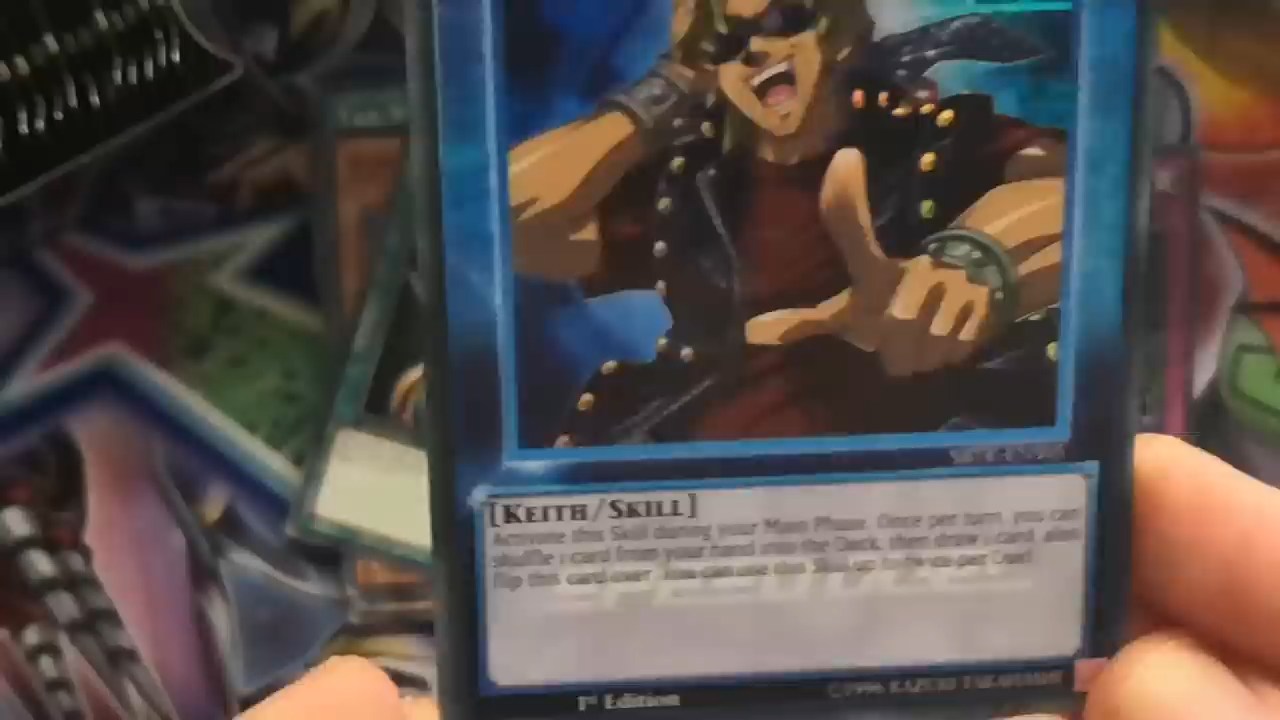 [KEITH/SKILL]
Activate this Skill during your Main Phase. Once per turn, you can
shuffle 1 card from your hand into the Deck, then draw 1 card, also
flip this card over. You can use this Skill up to twice per Duel.
1st Edition
©1996 KAZUKI TAKAHASHI